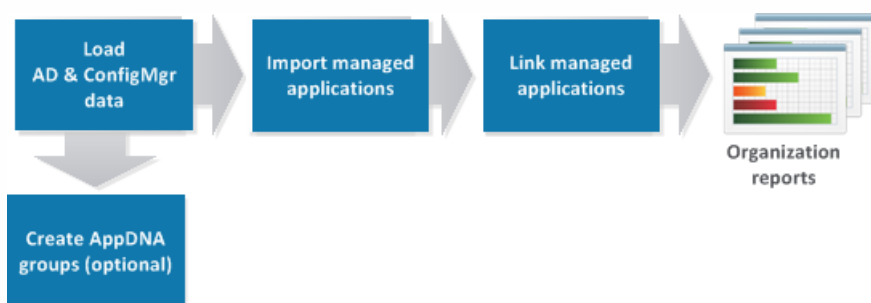 Load
AD & ConfigMgr
data
Import managed
applications
Link managed
applications
Organization
reports
Create AppDNA
groups (optional)